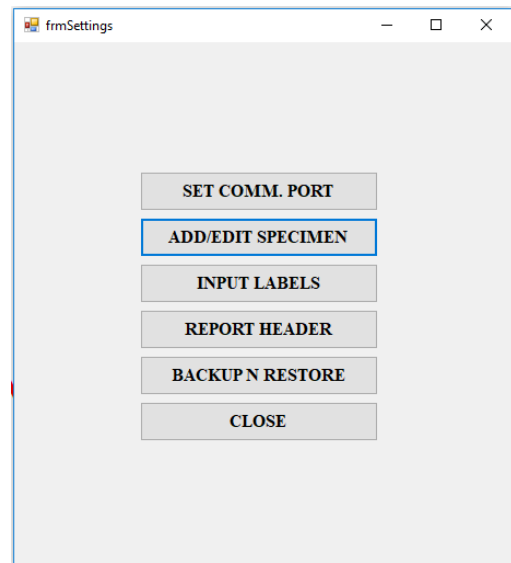 frmSettings
SET COMM. PORT
ADD/EDIT SPECIMEN
INPUT LABELS
REPORT HEADER
BACKUP N RESTORE
CLOSE